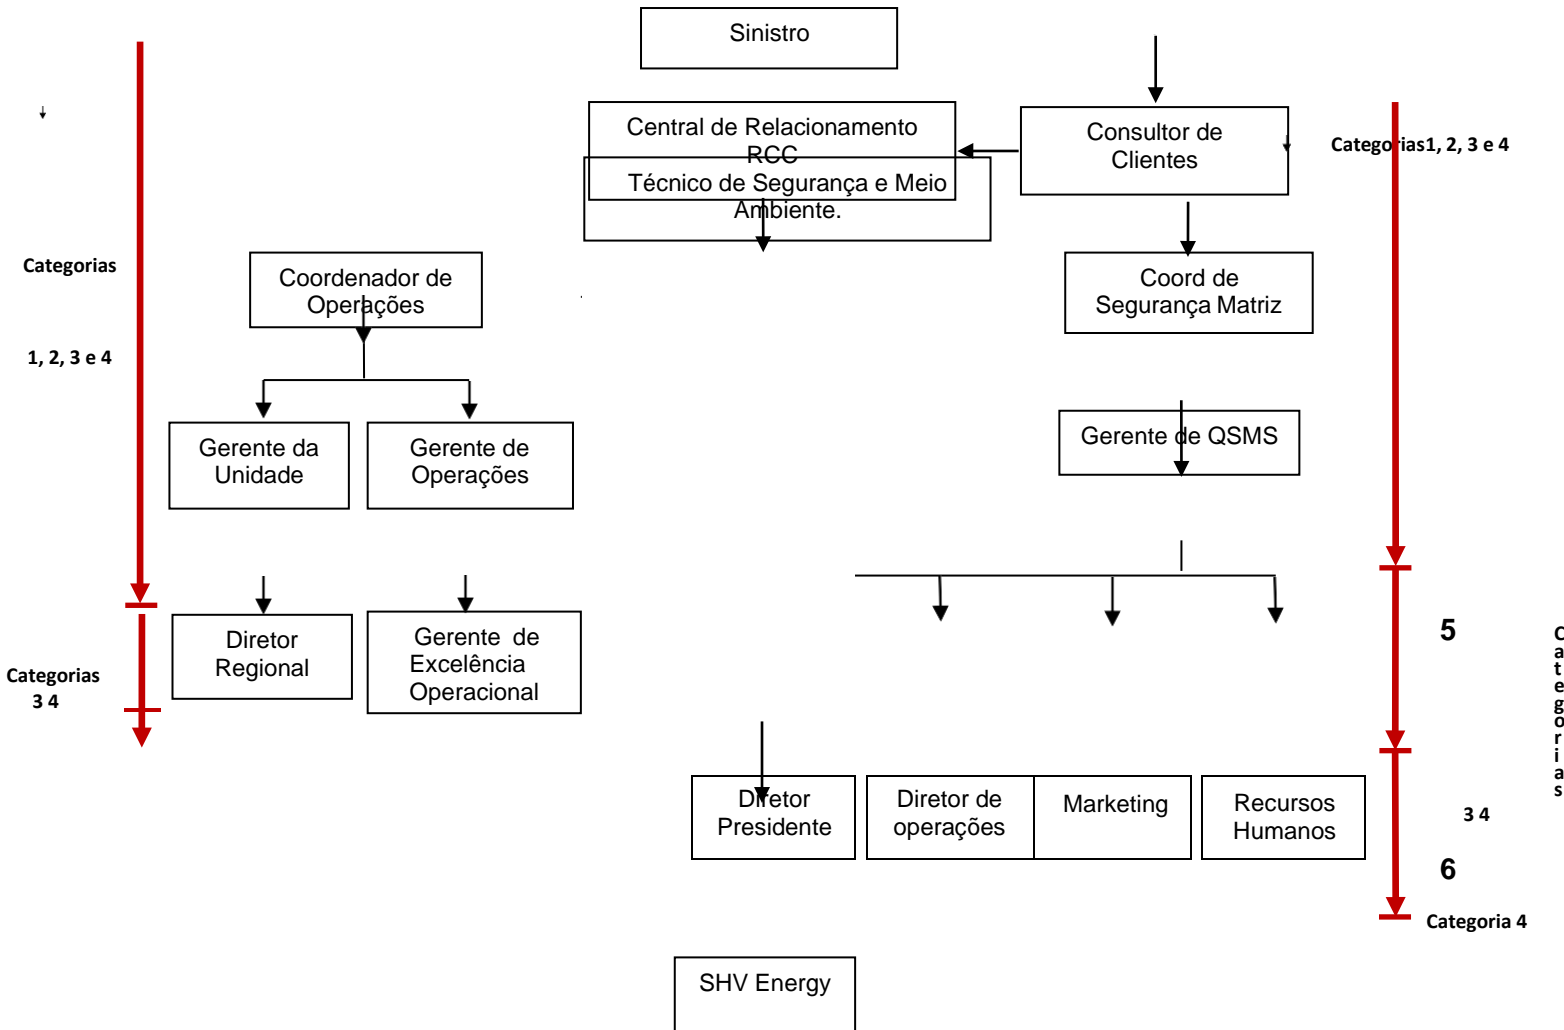 Sinistro
Central de Relacionamento
RCC
Técnico de Segurança e Meio
Ambiente.
Consultor de
Clientes
Categorias1, 2, 3 e 4
Categorias
1, 2, 3 e 4
Coordenador de
Operações
Coord de
Segurança Matriz
Gerente da
Unidade
Gerente de
Operações
Gerente de QSMS
Diretor
Regional
Gerente de
Excelência
Operacional
Categorias
3 4
5
Categorias
Diretor
Presidente
Diretor de
operações
Marketing
Recursos
Humanos
3 4
6
Categoria 4
SHV Energy